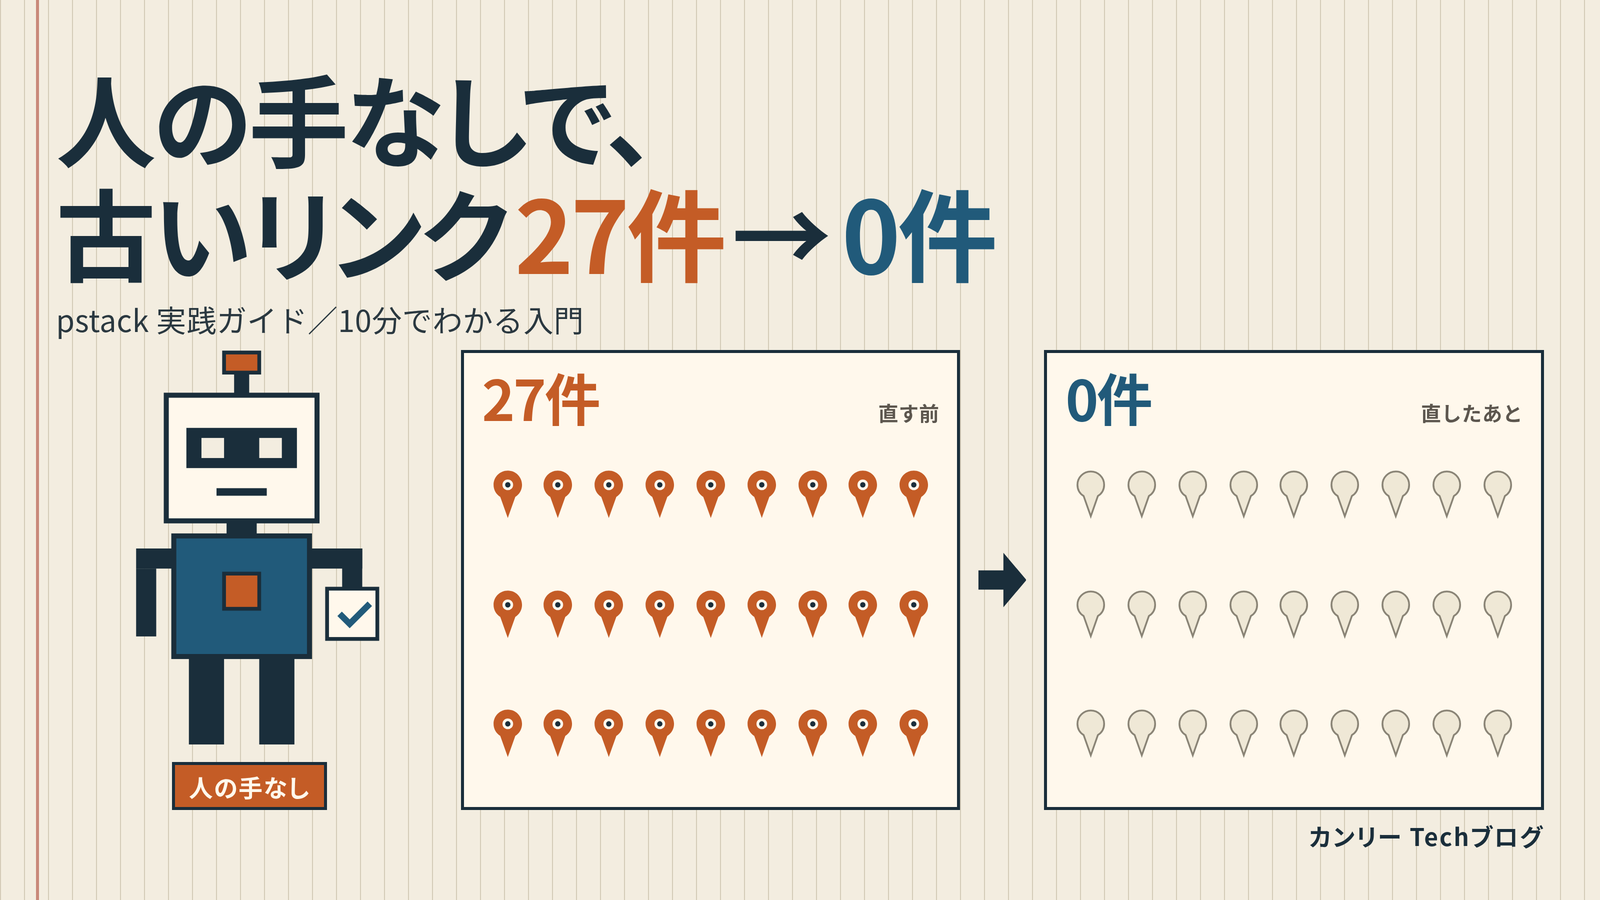 人の手なしで、
古いリンク27件→0件
pstack 実践ガイド／10分でわかる入門
27件
直す前
0件
直したあと
人の手なし
カンリー Techブログ